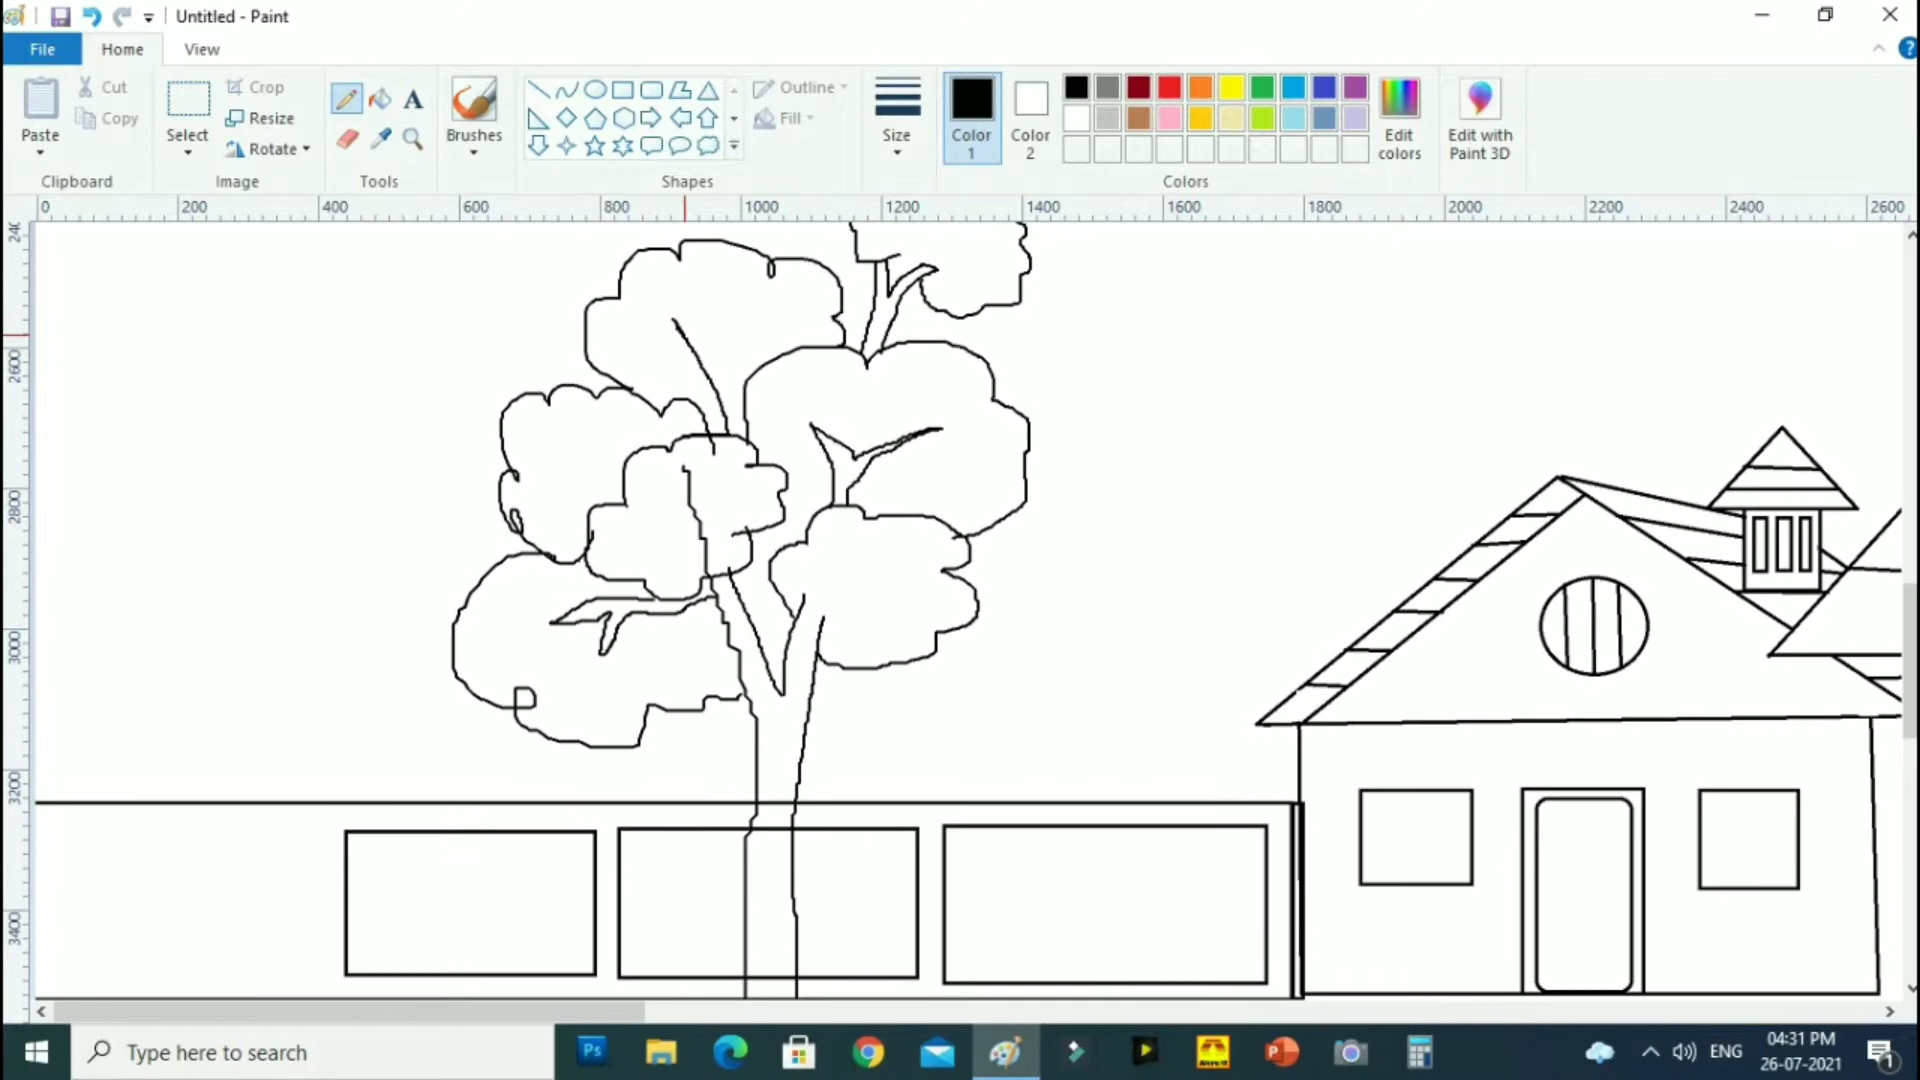 Untitled - Paint
File Home View
Paste
Cut
Copy
Clipboard
Select
Crop
Resize
Rotate
Image
A
Tools
Brushes
Shapes
Outline
Fill
Size
Color 1
Color 2
Edit colors
Colors
Edit with Paint 3D
?
0 200 400 600 800 1000 1200 1400 1600 1800 2000 2200 2400 2600
240
2600
2800
3000
3200
3400
Type here to search
Ps
P
ENG
04:31 PM
26-07-2021
1